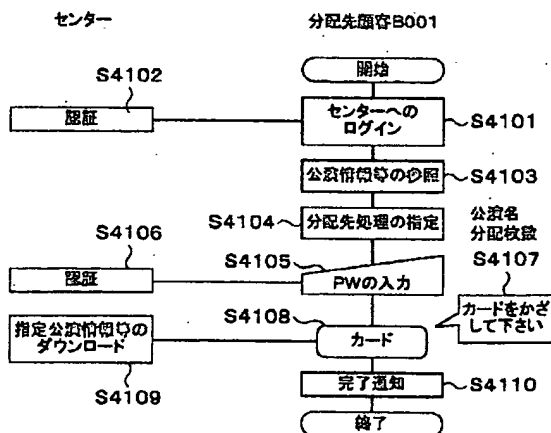 センター
分配先顧客B001
開始
S4102
認証
センターへの
ログイン
S4101
公演情報等の参照
S4103
S4104
分配先処理の指定
公演名
分配枚数
S4106
S4105
S4107
認証
PWの入力
カードをかざ
して下さい
S4108
指定公演情報等の
ダウンロード
カード
S4109
完了通知
S4110
終了